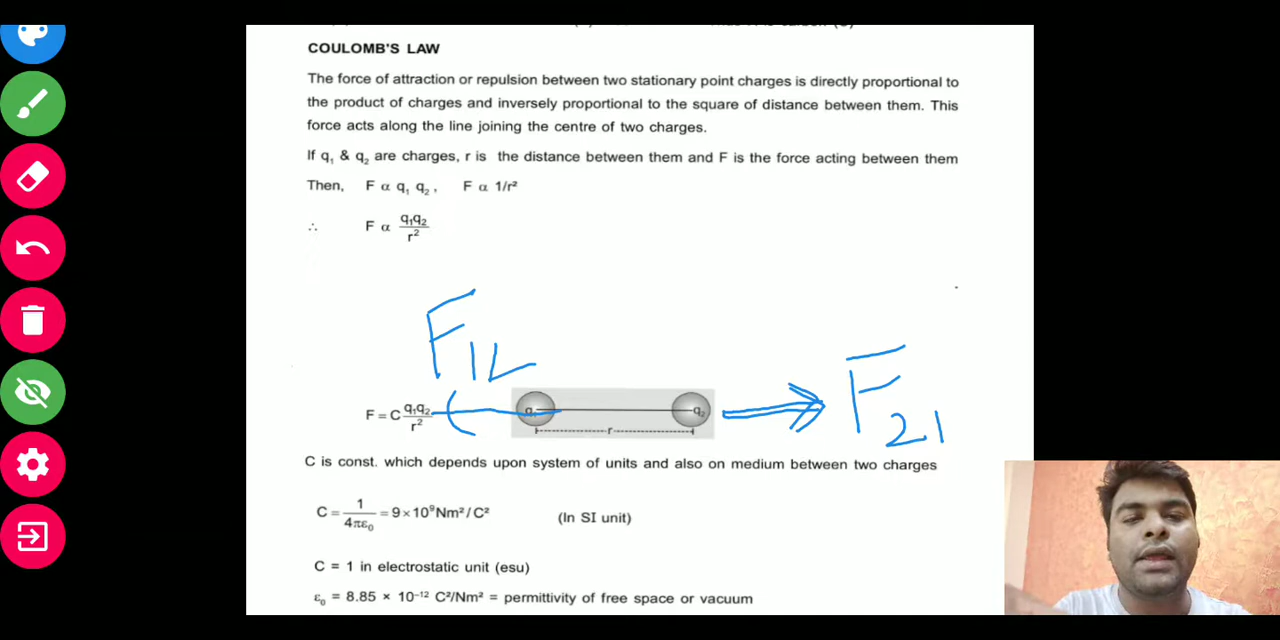 COULOMB'S LAW
The force of attraction or repulsion between two stationary point charges is directly proportional to
the product of charges and inversely proportional to the square of distance between them. This
force acts along the line joining the centre of two charges.
If q₁ & q₂ are charges, r is the distance between them and F is the force acting between them
Then, F α q₁ q₂ , F α 1/r²
∴ F α q₁q₂/r²
F12
F = C q₁q₂/r²
q₂
F21
r
C is const. which depends upon system of units and also on medium between two charges
C = 1/4πε₀ = 9 × 10⁹ Nm² / C² (In SI unit)
C = 1 in electrostatic unit (esu)
ε₀ = 8.85 × 10⁻¹² C²/Nm² = permittivity of free space or vacuum